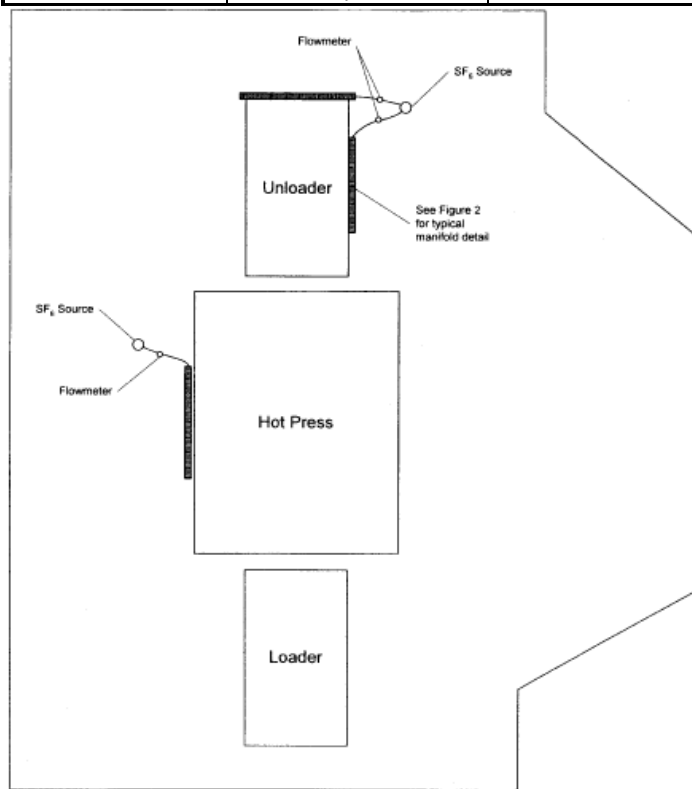 Flowmeter
SF₆ Source
Unloader
See Figure 2
for typical
manifold detail
SF₆ Source
Flowmeter
Hot Press
Loader